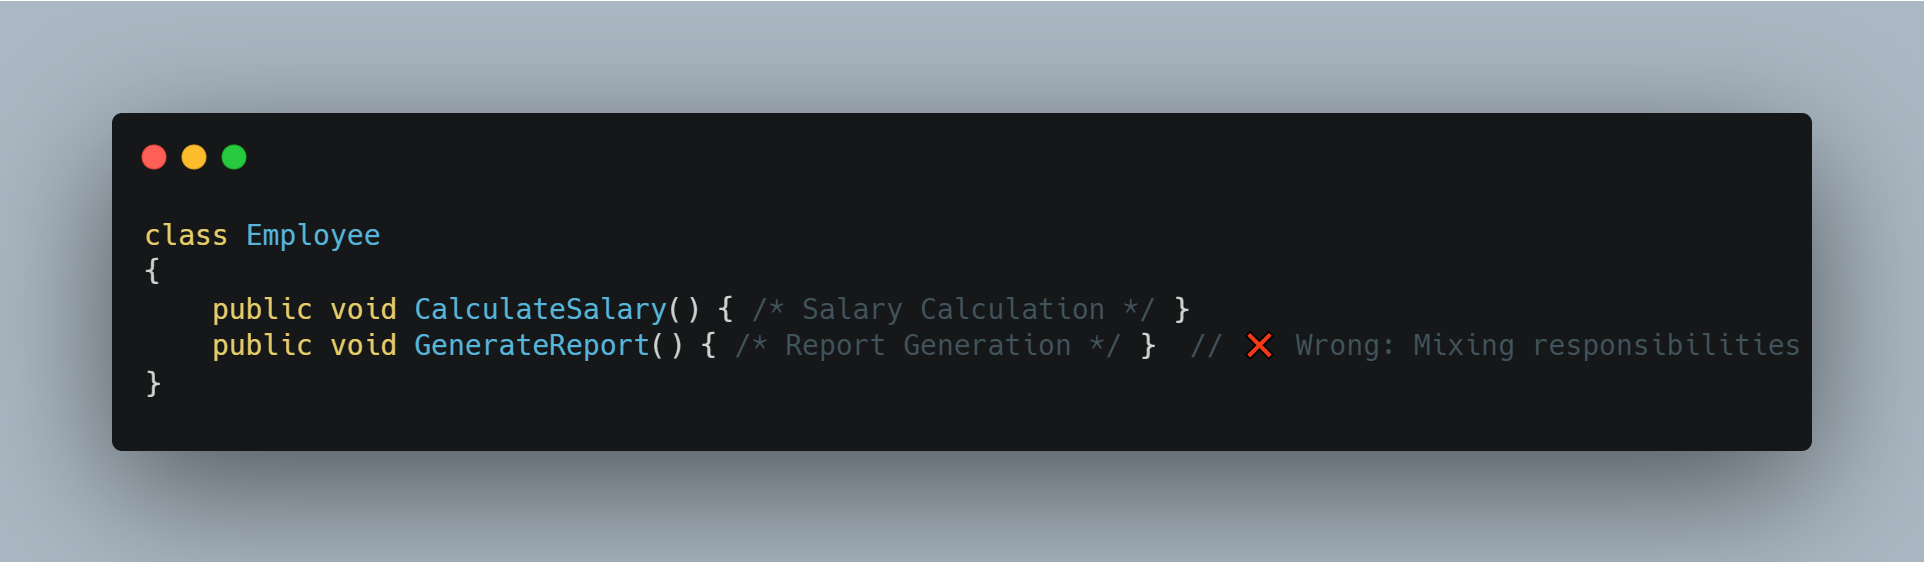 class Employee
{
    public void CalculateSalary() { /* Salary Calculation */ }
    public void GenerateReport() { /* Report Generation */ }  // ❌ Wrong: Mixing responsibilities
}